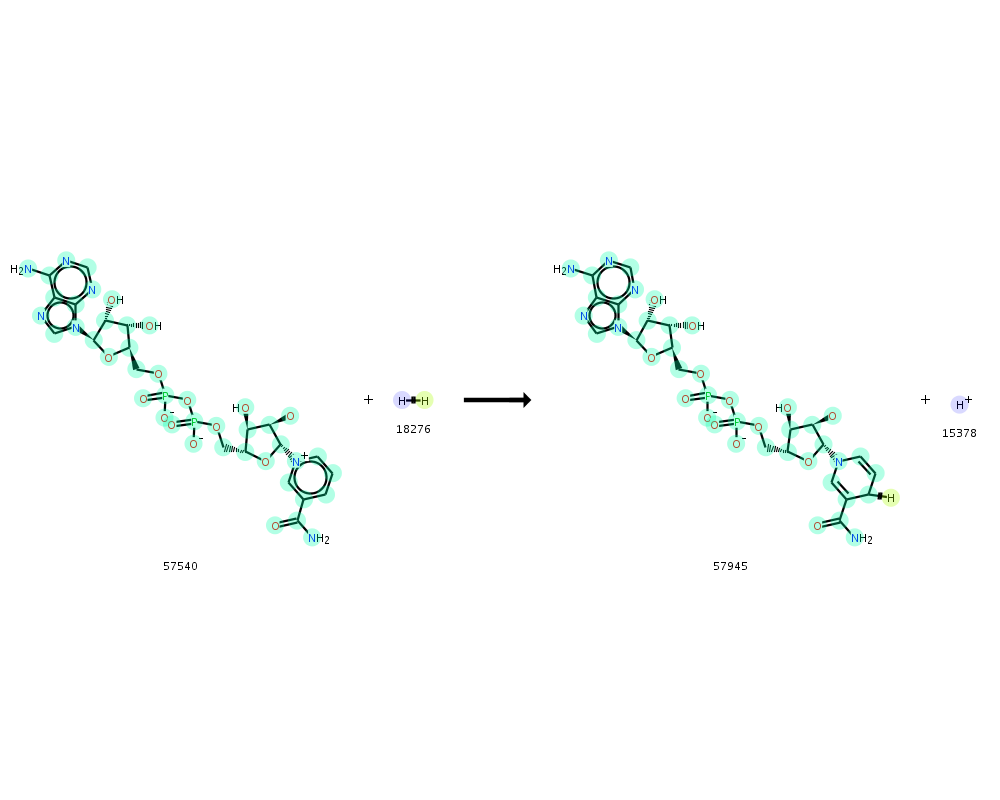 H₂N N N N N OH OH O O O P O⁻ O O P O⁻ O HO O O N⁺ O NH₂
+
H H
18276
57540
H₂N N N N N OH OH O O O P O⁻ O O P O⁻ O HO O O N H O NH₂
+
H⁺
15378
57945